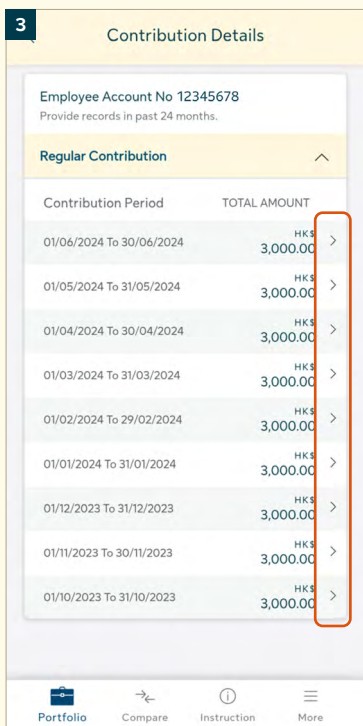 3
Contribution Details
Employee Account No 12345678
Provide records in past 24 months.
Regular Contribution
Contribution Period TOTAL AMOUNT
01/06/2024 To 30/06/2024 HK$ 3,000.00
01/05/2024 To 31/05/2024 HK$ 3,000.00
01/04/2024 To 30/04/2024 HK$ 3,000.00
01/03/2024 To 31/03/2024 HK$ 3,000.00
01/02/2024 To 29/02/2024 HK$ 3,000.00
01/01/2024 To 31/01/2024 HK$ 3,000.00
01/12/2023 To 31/12/2023 HK$ 3,000.00
01/11/2023 To 30/11/2023 HK$ 3,000.00
01/10/2023 To 31/10/2023 HK$ 3,000.00
Portfolio Compare Instruction More